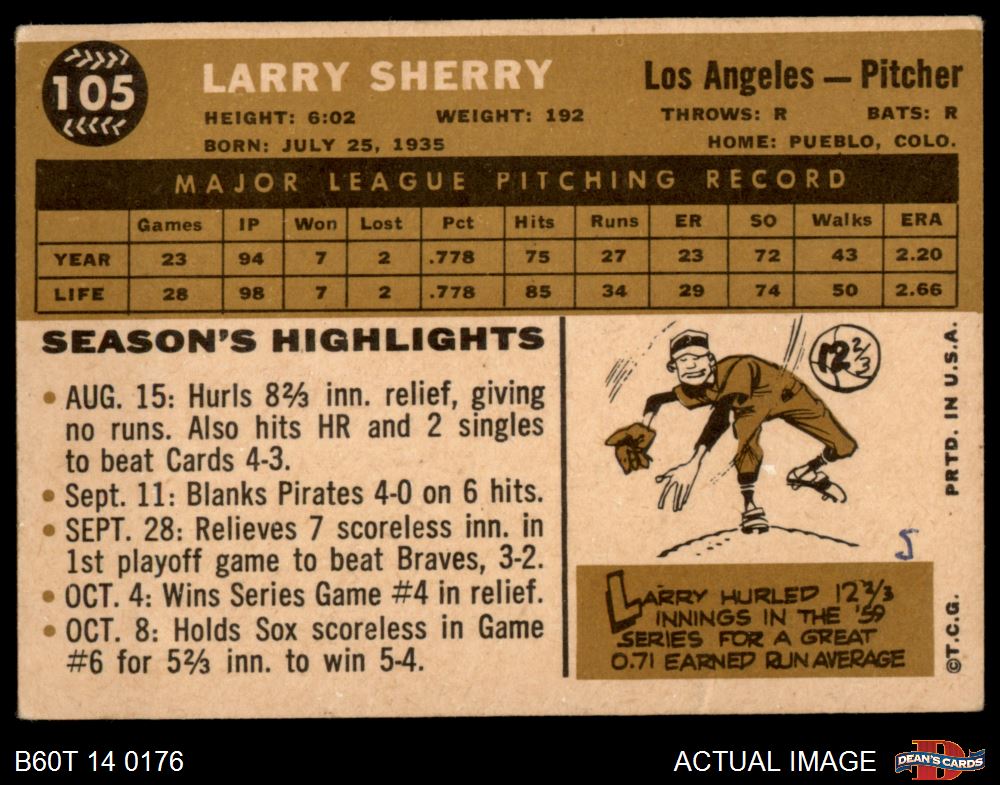 105
LARRY SHERRY
Los Angeles — Pitcher
HEIGHT: 6:02 WEIGHT: 192 THROWS: R BATS: R
BORN: JULY 25, 1935 HOME: PUEBLO, COLO.
MAJOR LEAGUE PITCHING RECORD
Games IP Won Lost Pct Hits Runs ER SO Walks ERA
YEAR 23 94 7 2 .778 75 27 23 72 43 2.20
LIFE 28 98 7 2 .778 85 34 29 74 50 2.66
SEASON'S HIGHLIGHTS
• AUG. 15: Hurls 8⅔ inn. relief, giving
no runs. Also hits HR and 2 singles
to beat Cards 4-3.
• Sept. 11: Blanks Pirates 4-0 on 6 hits.
• SEPT. 28: Relieves 7 scoreless inn. in
1st playoff game to beat Braves, 3-2.
• OCT. 4: Wins Series Game #4 in relief.
• OCT. 8: Holds Sox scoreless in Game
#6 for 5⅔ inn. to win 5-4.
12⅔
LARRY HURLED 12⅔
INNINGS IN THE '59
SERIES FOR A GREAT
0.71 EARNED RUN AVERAGE
©T.C.G. PRTD. IN U.S.A.
B60T 14 0176
ACTUAL IMAGE
DEAN'S CARDS